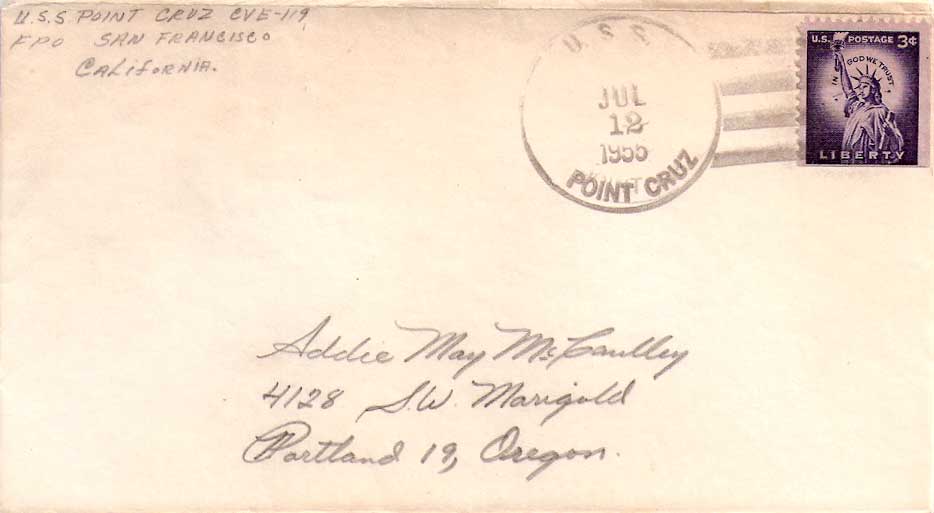 U.S.S POINT CRUZ CVE-119
FPO SAN FRANCISCO
CALIFORNIA.
U. S. S.
JUL
12
1955
POINT CRUZ
U.S. POSTAGE 3¢
IN GOD WE TRUST
LIBERTY
Addie May McCaulley
4128 S.W. Marigold
Portland 19, Oregon.